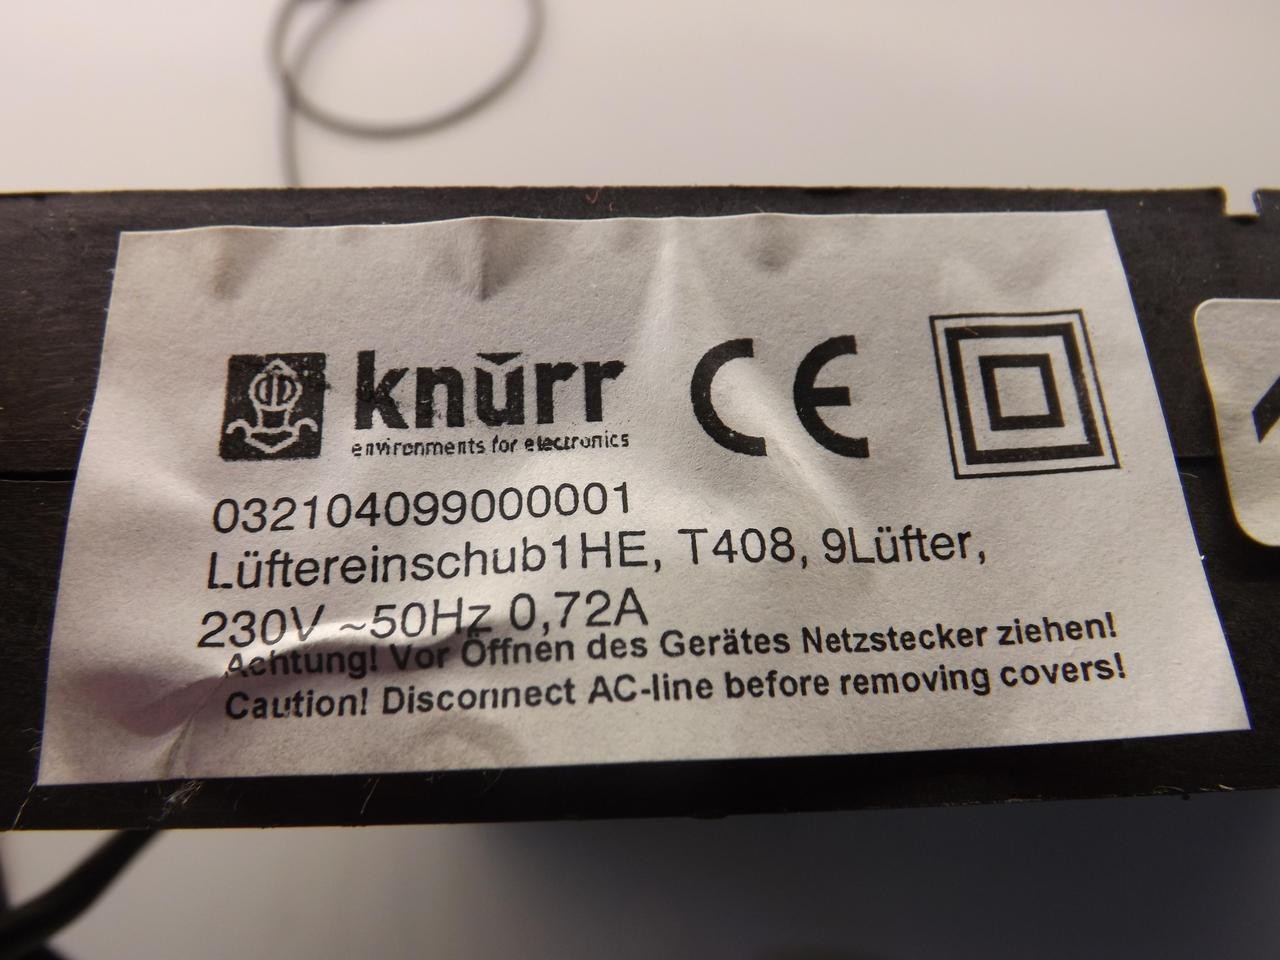 knürr
environments for electronics
CE
032104099000001
Lüftereinschub1HE, T408, 9Lüfter,
230V ~50Hz 0,72A
Achtung! Vor Öffnen des Gerätes Netzstecker ziehen!
Caution! Disconnect AC-line before removing covers!